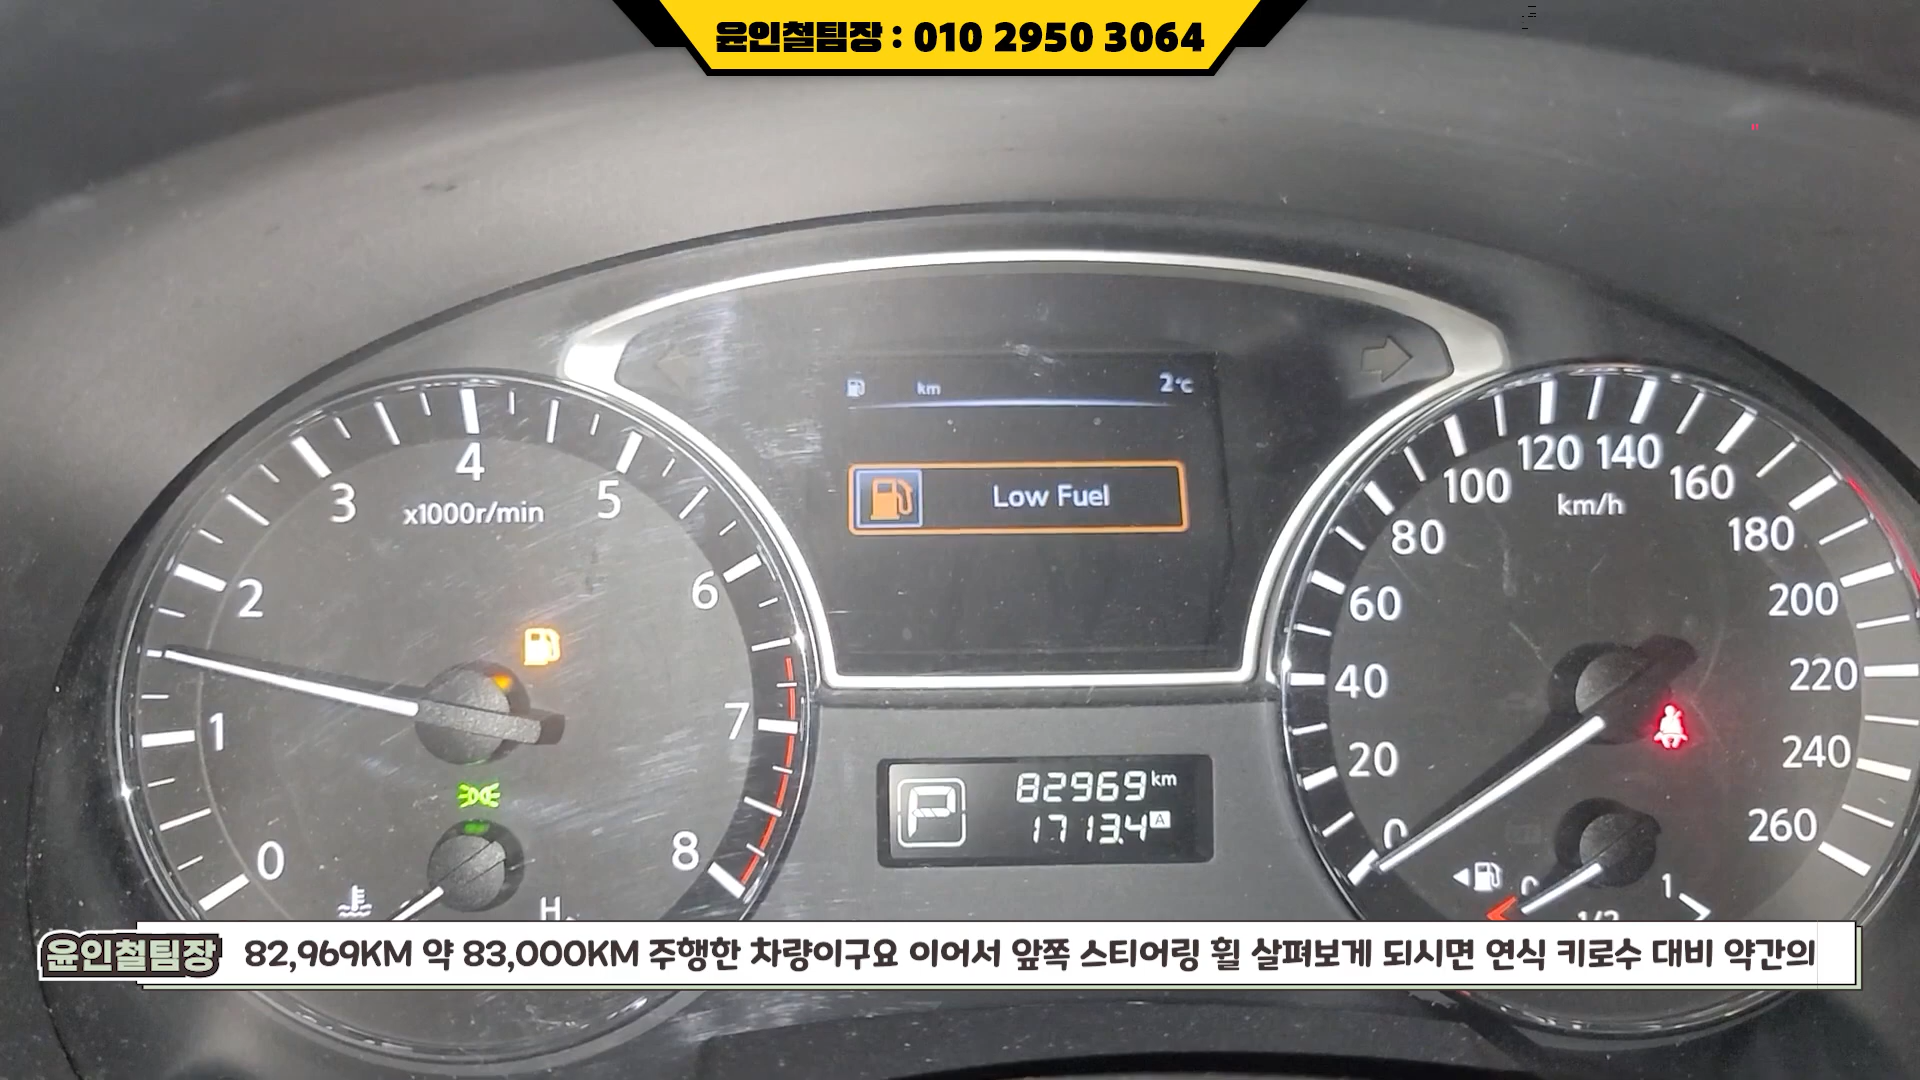 윤인철팀장 : 010 2950 3064
km 2°C
Low Fuel
x1000r/min
0
1
2
3
4
5
6
7
8
H
P
82969 km
1713.4 A
km/h
0
20
40
60
80
100
120
140
160
180
200
220
240
260
0
1/2
1
윤인철팀장 82,969KM 약 83,000KM 주행한 차량이구요 이어서 앞쪽 스티어링 휠 살펴보게 되시면 연식 키로수 대비 약간의